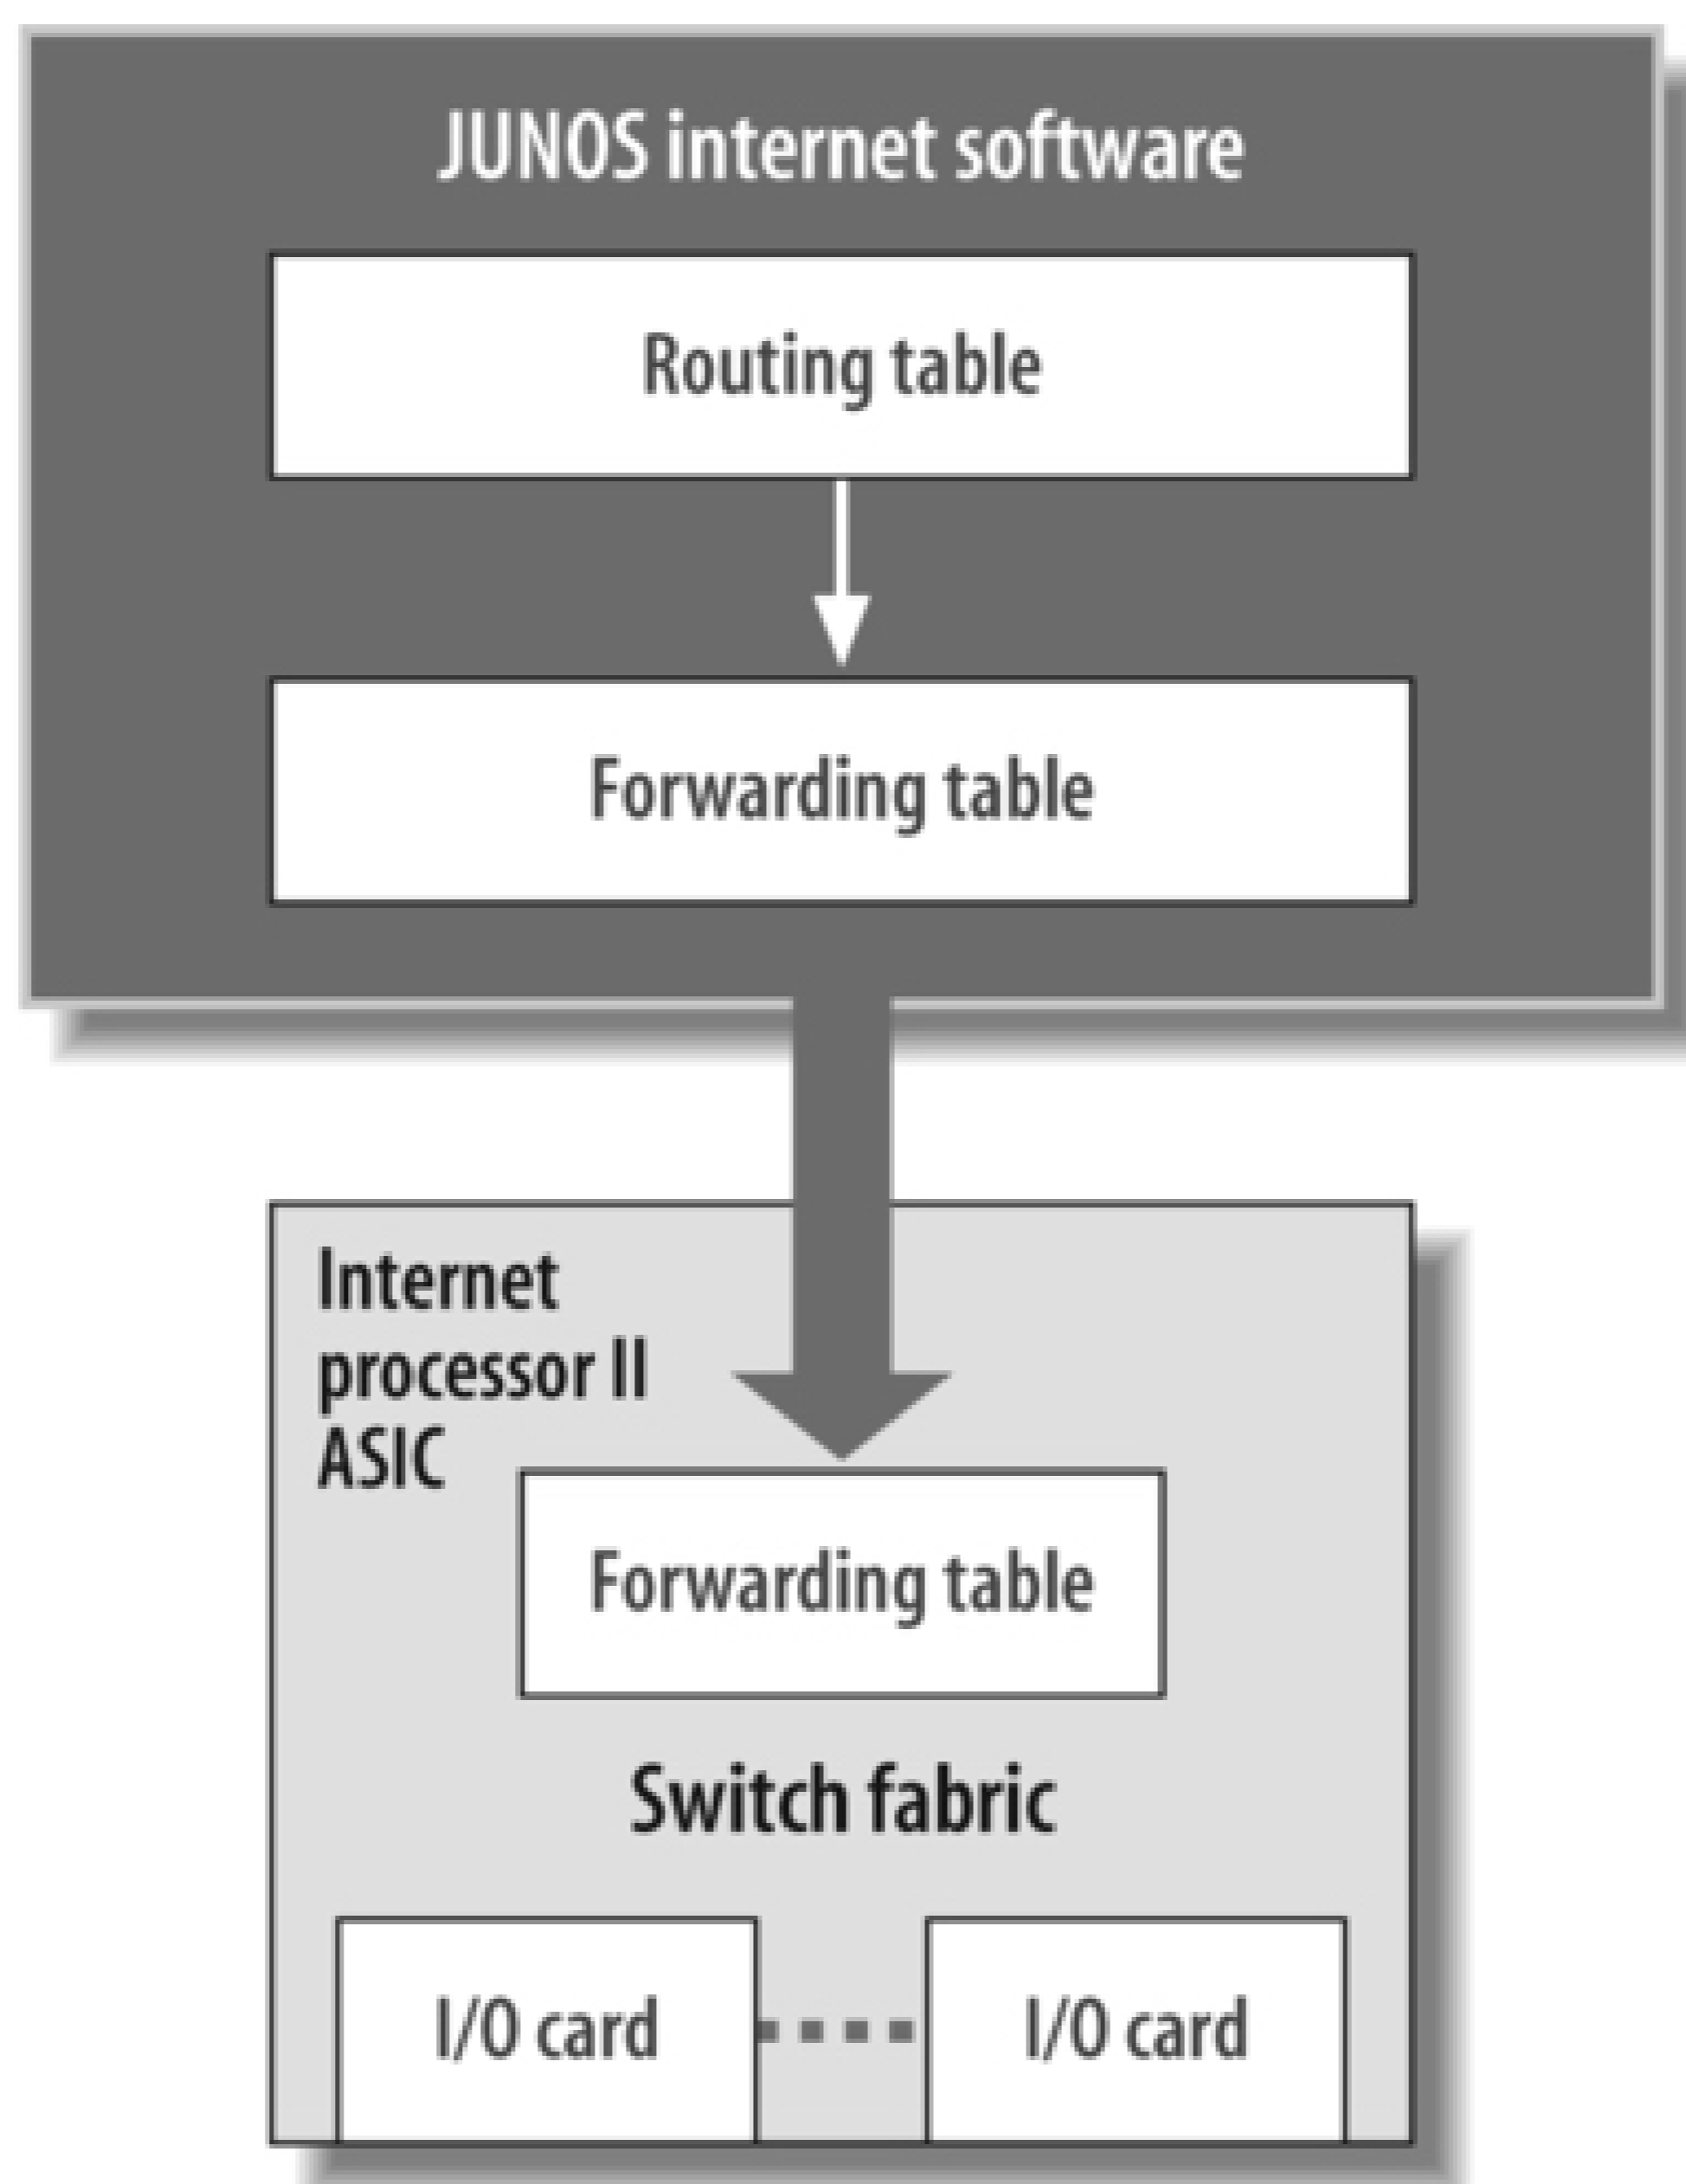 JUNOS internet software
Routing table
Forwarding table
Internet
processor II
ASIC
Forwarding table
Switch fabric
I/O card
I/O card